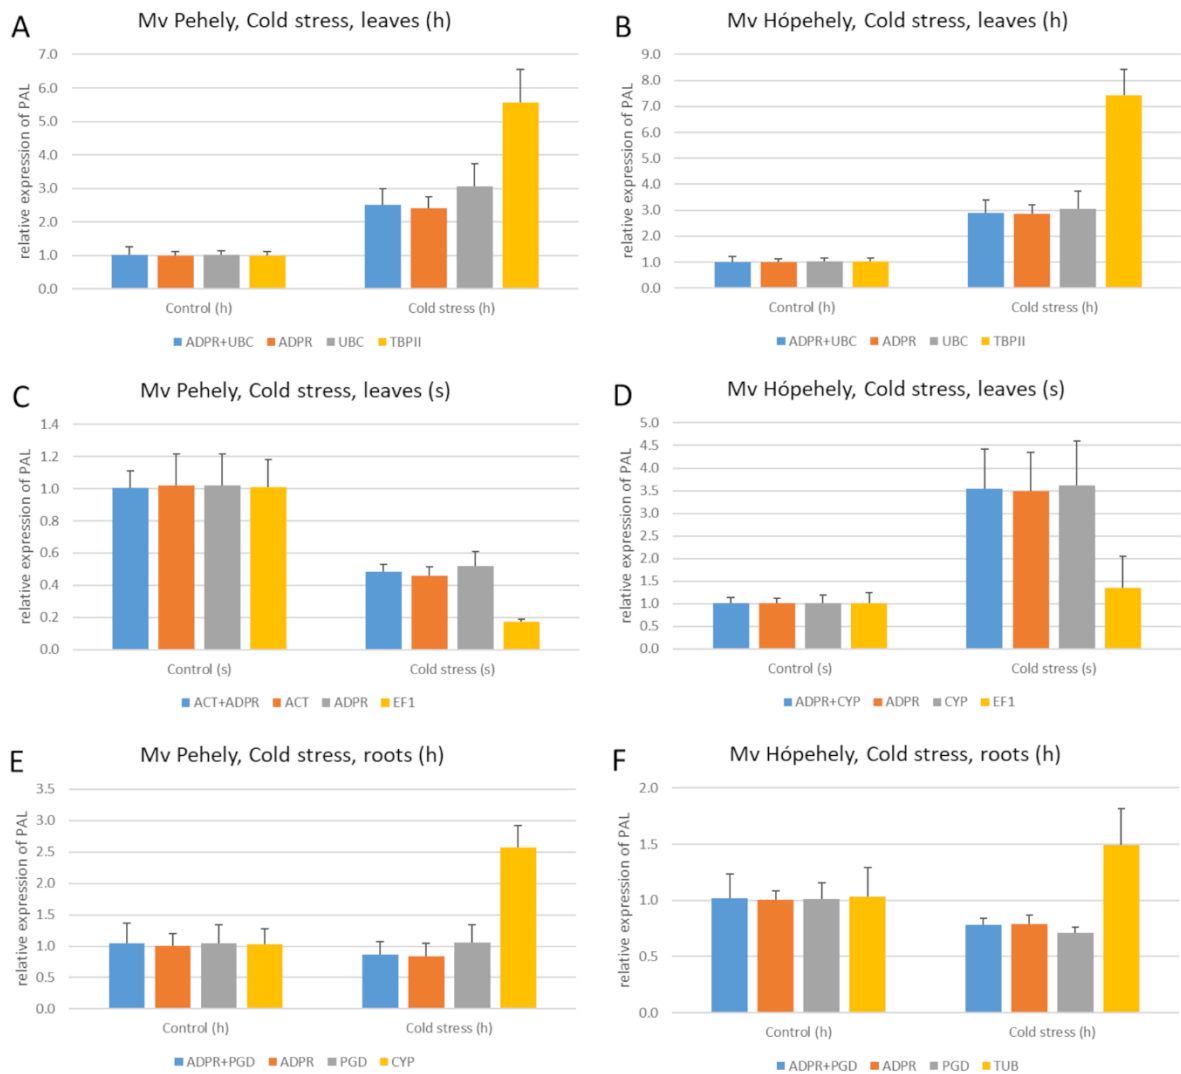 A
Mv Pehely, Cold stress, leaves (h)
relative expression of PAL
7.0
6.0
5.0
4.0
3.0
2.0
1.0
0.0
Control (h)
Cold stress (h)
ADPR+UBC ADPR UBC TBPII
B
Mv Hópehely, Cold stress, leaves (h)
relative expression of PAL
9.0
8.0
7.0
6.0
5.0
4.0
3.0
2.0
1.0
0.0
Control (h)
Cold stress (h)
ADPR+UBC ADPR UBC TBPII
C
Mv Pehely, Cold stress, leaves (s)
relative expression of PAL
1.4
1.2
1.0
0.8
0.6
0.4
0.2
0.0
Control (s)
Cold stress (s)
ACT+ADPR ACT ADPR EF1
D
Mv Hópehely, Cold stress, leaves (s)
relative expression of PAL
5.0
4.5
4.0
3.5
3.0
2.5
2.0
1.5
1.0
0.5
0.0
Control (s)
Cold stress (s)
ADPR+CYP ADPR CYP EF1
E
Mv Pehely, Cold stress, roots (h)
relative expression of PAL
3.5
3.0
2.5
2.0
1.5
1.0
0.5
0.0
Control (h)
Cold stress (h)
ADPR+PGD ADPR PGD CYP
F
Mv Hópehely, Cold stress, roots (h)
relative expression of PAL
2.0
1.5
1.0
0.5
0.0
Control (h)
Cold stress (h)
ADPR+PGD ADPR PGD TUB